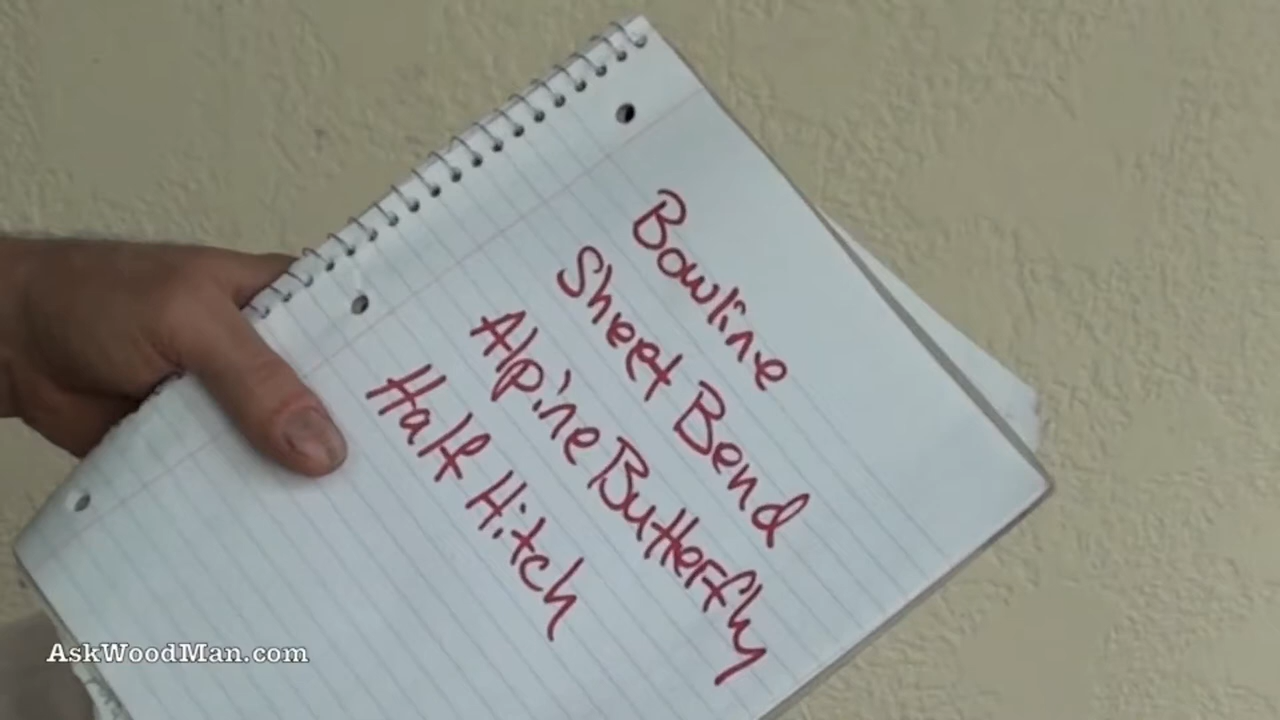 Bowline
Sheet Bend
Alpine Butterfly
Half Hitch
AskWoodMan.com